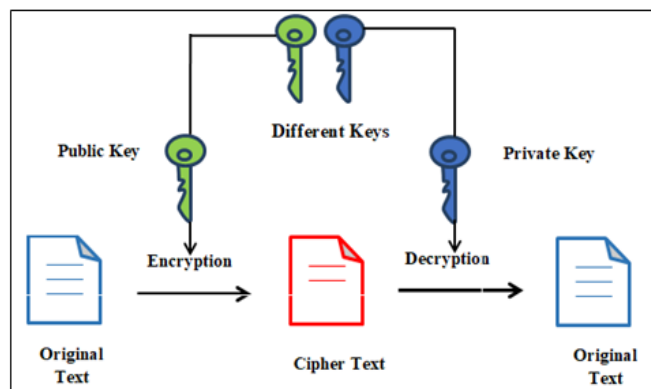 Different Keys
Public Key
Private Key
Encryption
Decryption
Original
Text
Cipher Text
Original
Text